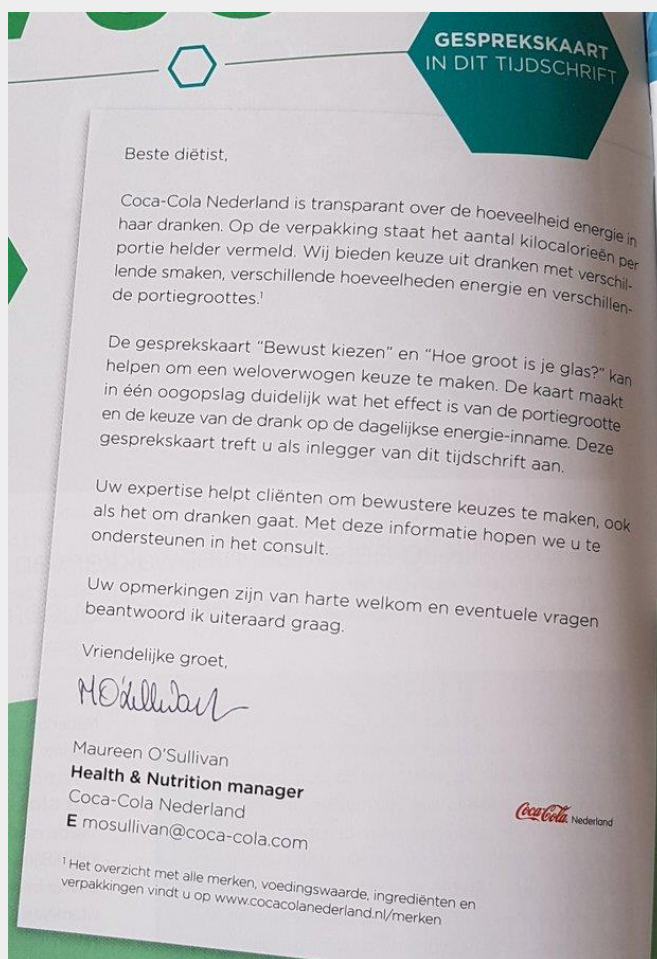 GESPREKSKAART
IN DIT TIJDSCHRIFT
Beste diëtist,
Coca-Cola Nederland is transparant over de hoeveelheid energie in
haar dranken. Op de verpakking staat het aantal kilocalorieën per
portie helder vermeld. Wij bieden keuze uit dranken met verschil-
lende smaken, verschillende hoeveelheden energie en verschillen-
de portiegroottes.¹
De gesprekskaart “Bewust kiezen” en “Hoe groot is je glas?” kan
helpen om een weloverwogen keuze te maken. De kaart maakt
in één oogopslag duidelijk wat het effect is van de portiegrootte
en de keuze van de drank op de dagelijkse energie-inname. Deze
gesprekskaart treft u als inlegger van dit tijdschrift aan.
Uw expertise helpt cliënten om bewustere keuzes te maken, ook
als het om dranken gaat. Met deze informatie hopen we u te
ondersteunen in het consult.
Uw opmerkingen zijn van harte welkom en eventuele vragen
beantwoord ik uiteraard graag.
Vriendelijke groet,
Maureen O’Sullivan
Health & Nutrition manager
Coca-Cola Nederland
E mosullivan@coca-cola.com
Coca-Cola Nederland
¹ Het overzicht met alle merken, voedingswaarde, ingrediënten en
verpakkingen vindt u op www.cocacolanederland.nl/merken